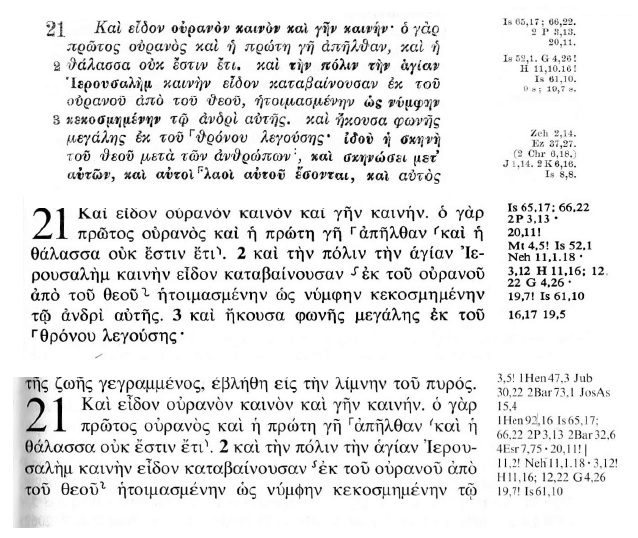 21 Καὶ εἶδον οὐρανὸν καινὸν καὶ γῆν καινήν· ὁ γὰρ
πρῶτος οὐρανὸς καὶ ἡ πρώτη γῆ ἀπῆλθαν, καὶ ἡ
2 θάλασσα οὐκ ἔστιν ἔτι. καὶ τὴν πόλιν τὴν ἁγίαν
Ἰερουσαλὴμ καινὴν εἶδον καταβαίνουσαν ἐκ τοῦ
οὐρανοῦ ἀπὸ τοῦ θεοῦ, ἡτοιμασμένην ὡς νύμφην
3 κεκοσμημένην τῷ ἀνδρὶ αὐτῆς. καὶ ἤκουσα φωνῆς
μεγάλης ἐκ τοῦ ⸀θρόνου λεγούσης· ἰδοὺ ἡ σκηνὴ
τοῦ θεοῦ μετὰ τῶν ἀνθρώπων⸆, καὶ σκηνώσει μετ'
αὐτῶν, καὶ αὐτοὶ ⸀λαοὶ αὐτοῦ ἔσονται, καὶ αὐτὸς
Is 65,17; 66,22.
2 P 3,13.
20,11.
Is 52,1. G 4,26!
H 11,10.16!
Is 61,10.
9 s; 19,7 s.
Zch 2,14.
Ez 37,27.
(2 Chr 6,18.)
J 1,14. 2 K 6,16.
Is 8,8.
21 Καὶ εἶδον οὐρανὸν καινὸν καὶ γῆν καινήν. ὁ γὰρ
πρῶτος οὐρανὸς καὶ ἡ πρώτη γῆ ⸀ἀπῆλθαν ⸂καὶ ἡ
θάλασσα οὐκ ἔστιν ἔτι⸃. 2 καὶ τὴν πόλιν τὴν ἁγίαν Ἰε-
ρουσαλὴμ καινὴν εἶδον καταβαίνουσαν ⸉ἐκ τοῦ οὐρανοῦ
ἀπὸ τοῦ θεοῦ⸊ ἡτοιμασμένην ὡς νύμφην κεκοσμημένην
τῷ ἀνδρὶ αὐτῆς. 3 καὶ ἤκουσα φωνῆς μεγάλης ἐκ τοῦ
⸀θρόνου λεγούσης·
Is 65,17; 66,22
2P 3,13 ·
20,11!
Mt 4,5! Is 52,1
Neh 11,1.18 ·
3,12 H 11,16; 12,
22 G 4,26 ·
19,7! Is 61,10
16,17 19,5
τῆς ζωῆς γεγραμμένος, ἐβλήθη εἰς τὴν λίμνην τοῦ πυρός.
21 Καὶ εἶδον οὐρανὸν καινὸν καὶ γῆν καινήν. ὁ γὰρ
πρῶτος οὐρανὸς καὶ ἡ πρώτη γῆ ⸀ἀπῆλθαν ⸂καὶ ἡ
θάλασσα οὐκ ἔστιν ἔτι⸃. 2 καὶ τὴν πόλιν τὴν ἁγίαν Ἰερου-
σαλὴμ καινὴν εἶδον καταβαίνουσαν ⸉ἐκ τοῦ οὐρανοῦ ἀπὸ
τοῦ θεοῦ⸊ ἡτοιμασμένην ὡς νύμφην κεκοσμημένην τῷ
3,5! 1Hen 47,3 Jub
30,22 2Bar 73,1 JosAs
15,4
1Hen 92,16 Is 65,17;
66,22 2P 3,13 2Bar 32,6
4Esr 7,75 · 20,11! |
11,2! Neh 11,1.18 · 3,12!
H 11,16; 12,22 G 4,26
19,7! Is 61,10